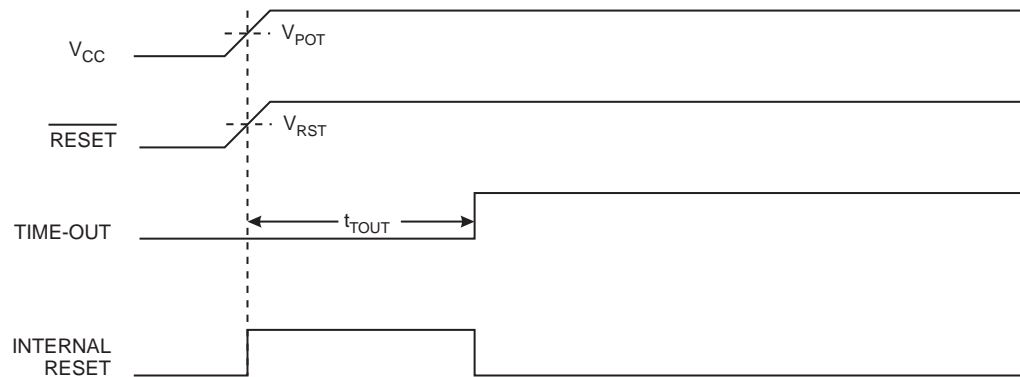 VCC
VPOT
RESET
VRST
TIME-OUT
tTOUT
INTERNAL
RESET